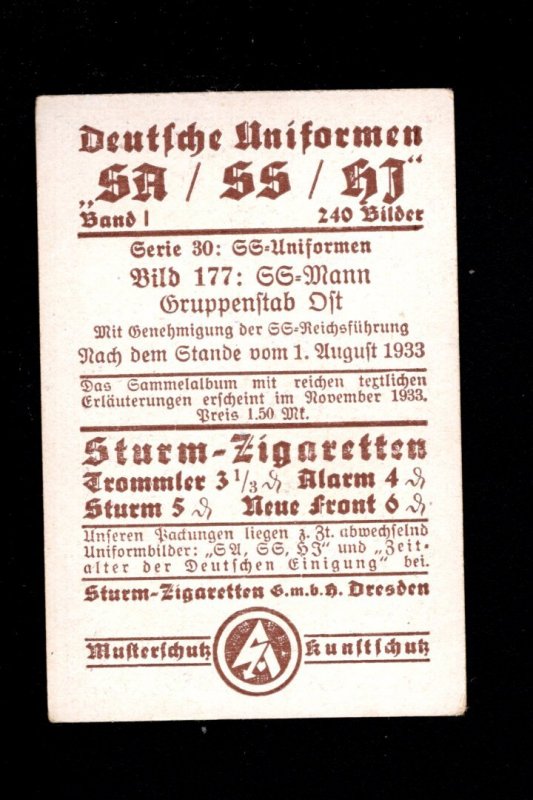 Deutsche Uniformen
„SA / SS / HJ“
Band I 240 Bilder
Serie 30: SS-Uniformen
Bild 177: SS-Mann
Gruppenstab Ost
Mit Genehmigung der SS-Reichsführung
Nach dem Stande vom 1. August 1933
Das Sammelalbum mit reichen textlichen
Erläuterungen erscheint im November 1933.
Preis 1.50 Mk.
Sturm-Zigaretten
Trommler 3 1/3 ₰ Alarm 4 ₰
Sturm 5 ₰ Neue Front 6 ₰
Unseren Packungen liegen z. Zt. abwechselnd
Uniformbilder: „SA, SS, HJ“ und „Zeit-
alter der Deutschen Einigung“ bei.
Sturm-Zigaretten G.m.b.H. Dresden
Musterschutz SA Kunstschutz